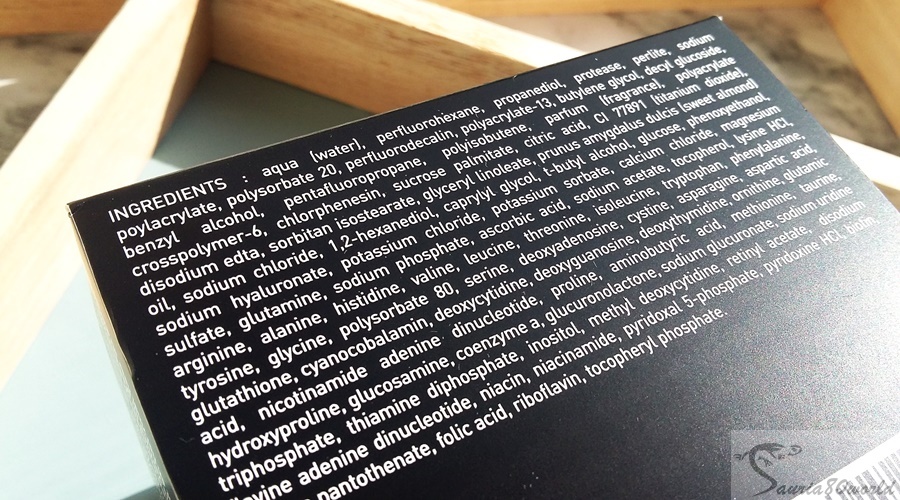 INGREDIENTS : aqua (water), perfluorohexane, propanediol, protease, perlite, sodium
poylacrylate, polysorbate 20, perfluorodecalin, polyacrylate-13, butylene glycol, decyl glucoside,
benzyl alcohol, pentafluoropropane, polyisobutene, parfum (fragrance), polyacrylate
crosspolymer-6, chlorphenesin, sucrose palmitate, citric acid, CI 77891 (titanium dioxide),
disodium edta, sorbitan isostearate, glyceryl linoleate, prunus amygdalus dulcis (sweet almond)
oil, sodium chloride, 1,2-hexanediol, caprylyl glycol, t-butyl alcohol, glucose, phenoxyethanol,
sodium hyaluronate, potassium chloride, potassium sorbate, calcium chloride, magnesium
sulfate, glutamine, sodium phosphate, ascorbic acid, sodium acetate, tocopherol, lysine HCl,
arginine, alanine, histidine, valine, leucine, threonine, isoleucine, tryptophan, phenylalanine,
tyrosine, glycine, polysorbate 80, serine, deoxyadenosine, cystine, asparagine, aspartic acid,
glutathione, cyanocobalamin, deoxycytidine, deoxyguanosine, deoxythymidine, ornithine, glutamic
acid, nicotinamide adenine dinucleotide, protine, aminobutyric acid, methionine, taurine,
hydroxyproline, glucosamine, coenzyme a, glucuronolactone, sodium glucuronate, sodium uridine
triphosphate, thiamine diphosphate, inositol, methyl deoxycytidine, retinyl acetate, disodium
adenine dinucleotide, niacin, niacinamide, pyridoxal 5-phosphate, pyridoxine HCl, biotin,
pantothenate, folic acid, riboflavin, tocopheryl phosphate.
Sauria80world